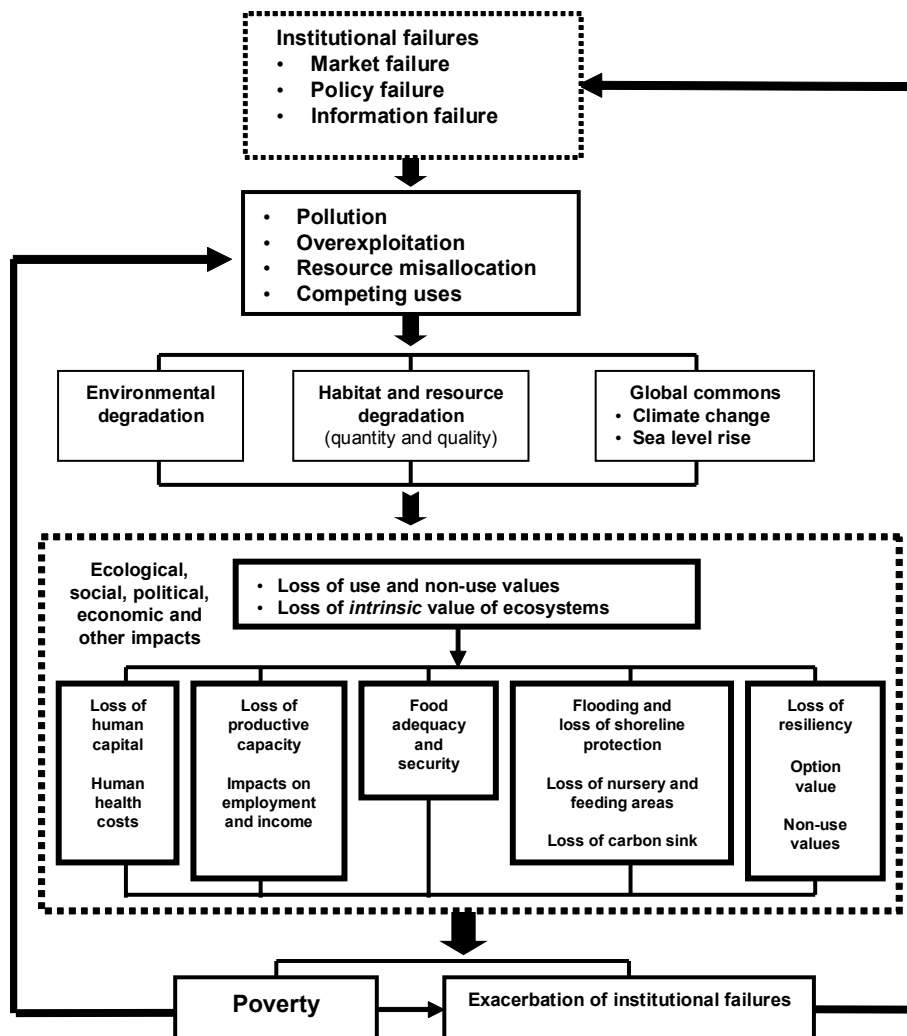 Institutional failures
• Market failure
• Policy failure
• Information failure
• Pollution
• Overexploitation
• Resource misallocation
• Competing uses
Environmental
degradation
Habitat and resource
degradation
(quantity and quality)
Global commons
• Climate change
• Sea level rise
Ecological,
social, political,
economic and
other impacts
• Loss of use and non-use values
• Loss of intrinsic value of ecosystems
Loss of
human
capital
Human
health
costs
Loss of
productive
capacity
Impacts on
employment
and income
Food
adequacy
and
security
Flooding and
loss of shoreline
protection
Loss of nursery and
feeding areas
Loss of carbon sink
Loss of
resiliency
Option
value
Non-use
values
Poverty
Exacerbation of institutional failures